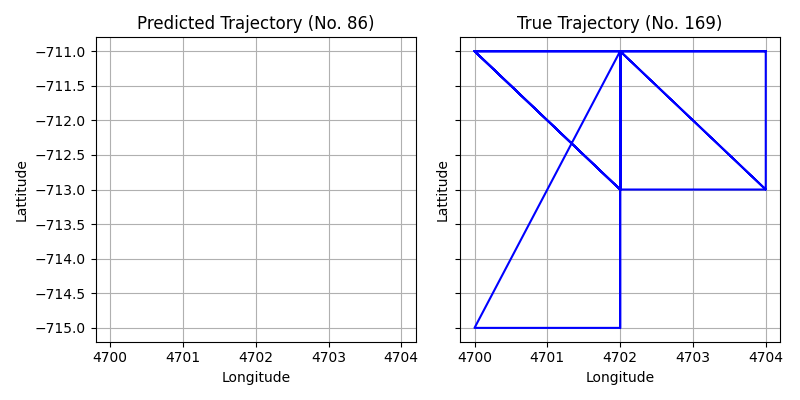 Predicted Trajectory (No. 86)
True Trajectory (No. 169)
−711.0
−711.5
−712.0
−712.5
−713.0
−713.5
−714.0
−714.5
−715.0
Lattitude
Lattitude
4700 4701 4702 4703 4704
4700 4701 4702 4703 4704
Longitude
Longitude